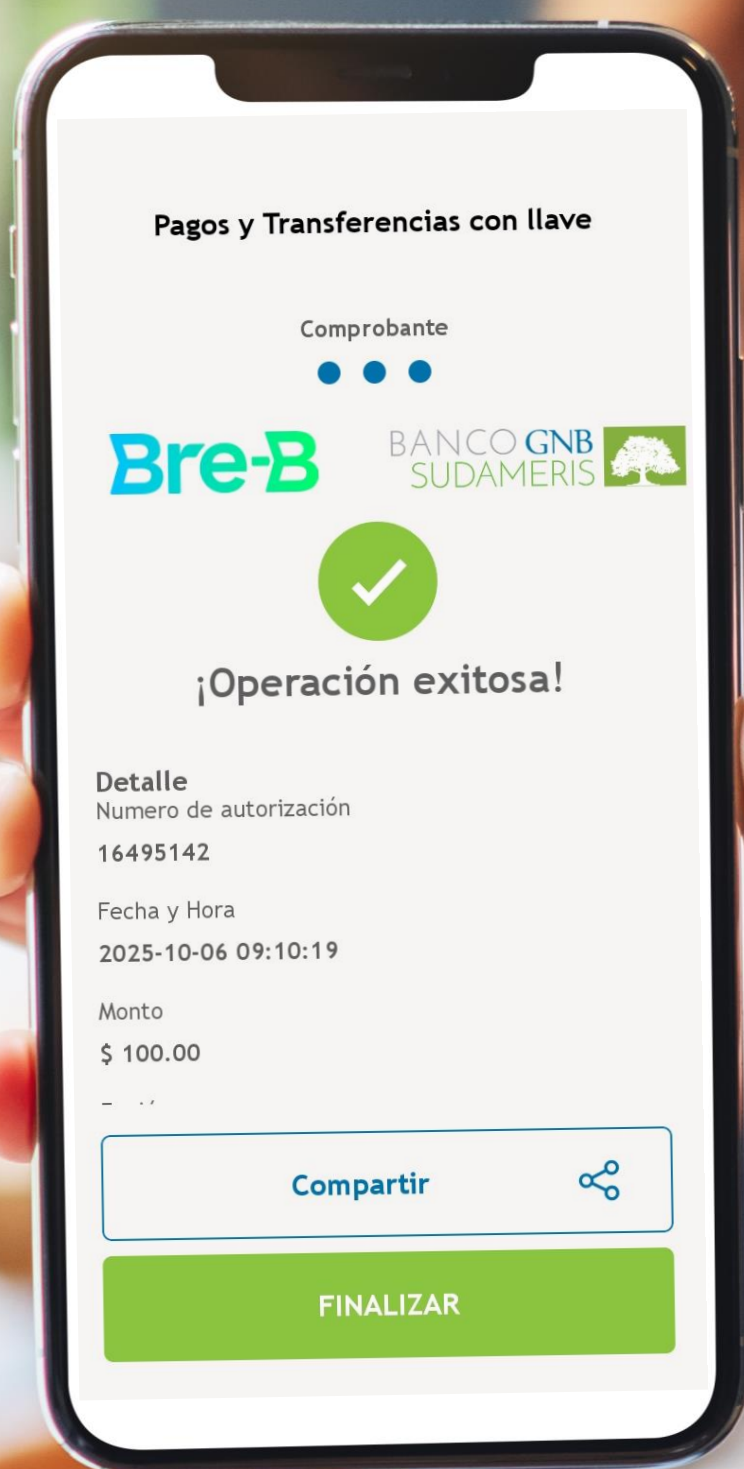 Pagos y Transferencias con llave
Comprobante
Bre-B
BANCO GNB
SUDAMERIS
¡Operación exitosa!
Detalle
Numero de autorización
16495142
Fecha y Hora
2025-10-06 09:10:19
Monto
$ 100.00
Compartir
FINALIZAR